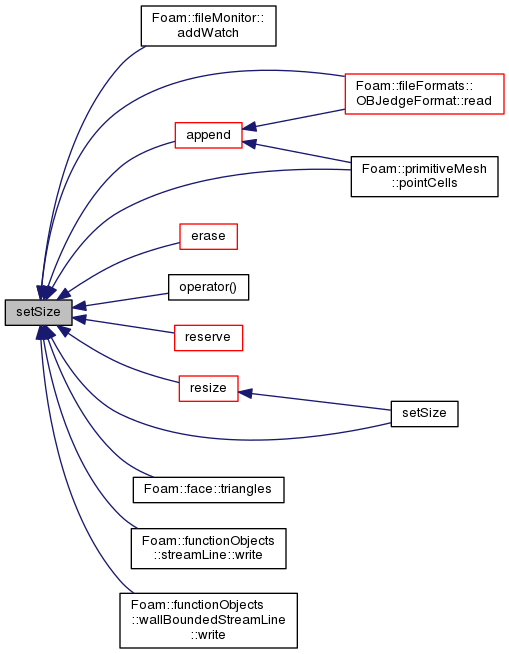 Foam::fileMonitor::
addWatch
Foam::fileFormats::
OBJedgeFormat::read
append
Foam::primitiveMesh
::pointCells
erase
operator()
setSize
reserve
resize
setSize
Foam::face::triangles
Foam::functionObjects
::streamLine::write
Foam::functionObjects
::wallBoundedStreamLine
::write